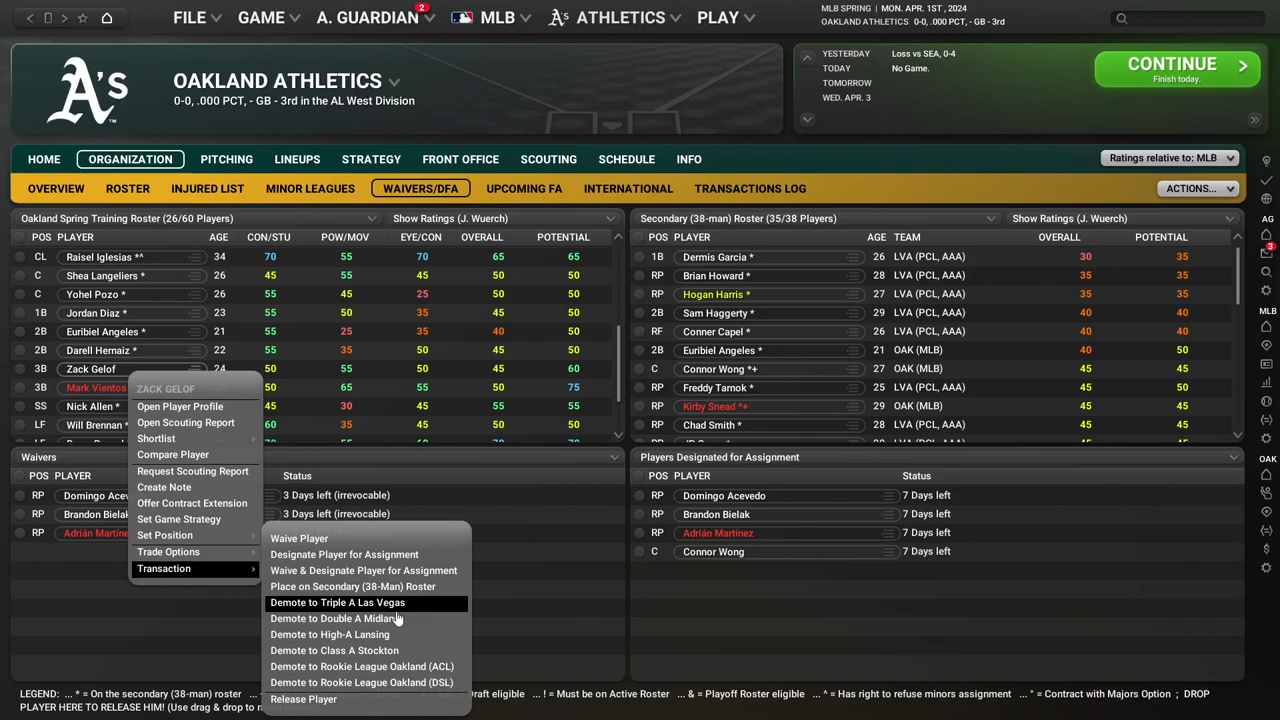 FILE
GAME
A. GUARDIAN
2
MLB
ATHLETICS
PLAY
MLB SPRING | MON. APR. 1ST , 2024
OAKLAND ATHLETICS 0-0, .000 PCT, - GB - 3rd
A's
OAKLAND ATHLETICS
0-0, .000 PCT, - GB - 3rd in the AL West Division
YESTERDAY Loss vs SEA, 0-4
TODAY No Game.
TOMORROW
WED. APR. 3
CONTINUE
Finish today.
HOME ORGANIZATION PITCHING LINEUPS STRATEGY FRONT OFFICE SCOUTING SCHEDULE INFO
Ratings relative to: MLB
OVERVIEW ROSTER INJURED LIST MINOR LEAGUES WAIVERS/DFA UPCOMING FA INTERNATIONAL TRANSACTIONS LOG
ACTIONS...
Oakland Spring Training Roster (26/60 Players) Show Ratings (J. Wuerch)
POS PLAYER AGE CON/STU POW/MOV EYE/CON OVERALL POTENTIAL
CL Raisel Iglesias *^ 34 70 55 70 65 65
C Shea Langeliers * 26 45 55 45 50 50
C Yohel Pozo * 26 55 45 25 50 50
1B Jordan Diaz * 23 55 50 35 45 50
2B Euribiel Angeles * 21 55 25 35 40 50
2B Darell Hernaiz * 22 55 35 50 45 50
3B Zack Gelof 24 50 55 45 45 60
3B Mark Vientos 50 65 55 50 75
SS Nick Allen * 45 30 45 55 55
LF Will Brennan * 60 35 45 50 50
Secondary (38-man) Roster (35/38 Players) Show Ratings (J. Wuerch)
POS PLAYER AGE TEAM OVERALL POTENTIAL
1B Dermis Garcia * 26 LVA (PCL, AAA) 30 35
RP Brian Howard * 28 LVA (PCL, AAA) 35 35
RP Hogan Harris * 27 LVA (PCL, AAA) 35 35
2B Sam Haggerty * 29 LVA (PCL, AAA) 40 40
RF Conner Capel * 26 LVA (PCL, AAA) 40 40
2B Euribiel Angeles * 21 OAK (MLB) 40 50
C Connor Wong *+ 27 OAK (MLB) 45 45
RP Freddy Tarnok * 25 LVA (PCL, AAA) 45 45
RP Kirby Snead *+ 29 OAK (MLB) 45 45
RP Chad Smith * 28 LVA (PCL, AAA) 45 45
ZACK GELOF
Open Player Profile
Open Scouting Report
Shortlist
Compare Player
Request Scouting Report
Create Note
Offer Contract Extension
Set Game Strategy
Set Position
Trade Options
Transaction
Waive Player
Designate Player for Assignment
Waive & Designate Player for Assignment
Place on Secondary (38-Man) Roster
Demote to Triple A Las Vegas
Demote to Double A Midland
Demote to High-A Lansing
Demote to Class A Stockton
Demote to Rookie League Oakland (ACL)
Demote to Rookie League Oakland (DSL)
Release Player
Waivers
POS PLAYER Status
RP Domingo Acev 3 Days left (irrevocable)
RP Brandon Bielak 3 Days left (irrevocable)
RP Adrián Martíne
Players Designated for Assignment
POS PLAYER Status
RP Domingo Acevedo 7 Days left
RP Brandon Bielak 7 Days left
RP Adrián Martínez 7 Days left
C Connor Wong 7 Days left
AG
3
MLB
OAK
LEGEND: ... * = On the secondary (38-man) roster ... Draft eligible ... ! = Must be on Active Roster ... & = Playoff Roster eligible ... ^ = Has right to refuse minors assignment ... ° = Contract with Majors Option ; DROP
PLAYER HERE TO RELEASE HIM! (Use drag & drop to